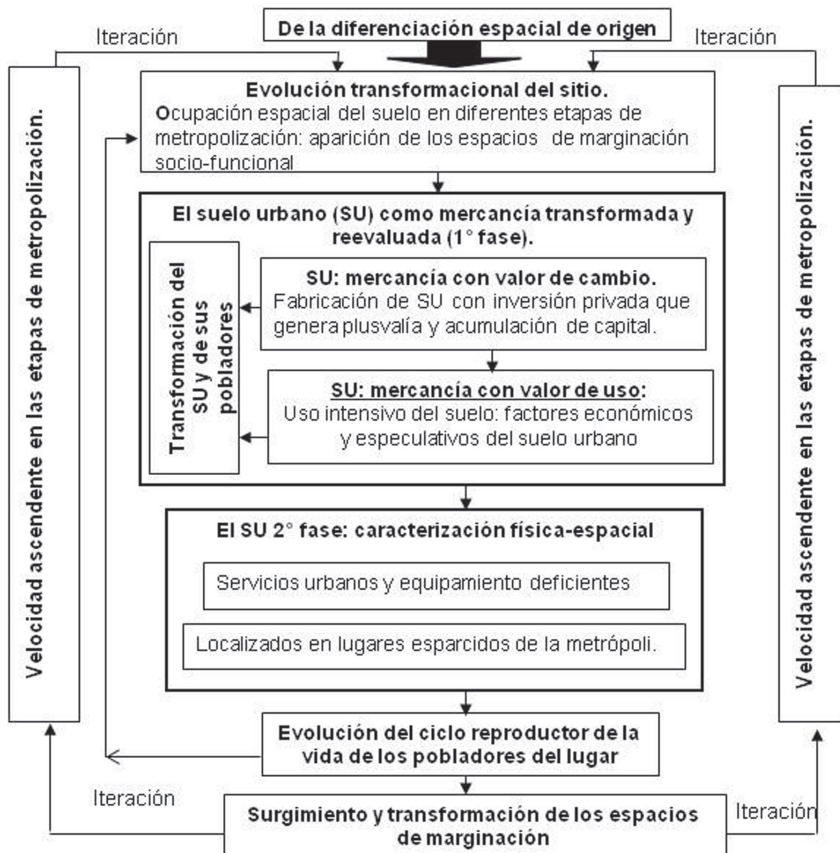 De la diferenciación espacial de origen
Iteración
Iteración
Velocidad ascendente en las etapas de metropolización.
Velocidad ascendente en las etapas de metropolización.
Evolución transformacional del sitio.
Ocupación espacial del suelo en diferentes etapas de
metropolización: aparición de los espacios de marginación
socio-funcional
El suelo urbano (SU) como mercancía transformada y
reevaluada (1° fase).
Transformación del
SU y de sus
pobladores
SU: mercancía con valor de cambio.
Fabricación de SU con inversión privada que
genera plusvalía y acumulación de capital.
SU: mercancía con valor de uso:
Uso intensivo del suelo: factores económicos
y especulativos del suelo urbano
El SU 2° fase: caracterización física-espacial
Servicios urbanos y equipamiento deficientes
Localizados en lugares esparcidos de la metrópoli.
Evolución del ciclo reproductor de la
vida de los pobladores del lugar
Iteración
Iteración
Surgimiento y transformación de los espacios
de marginación